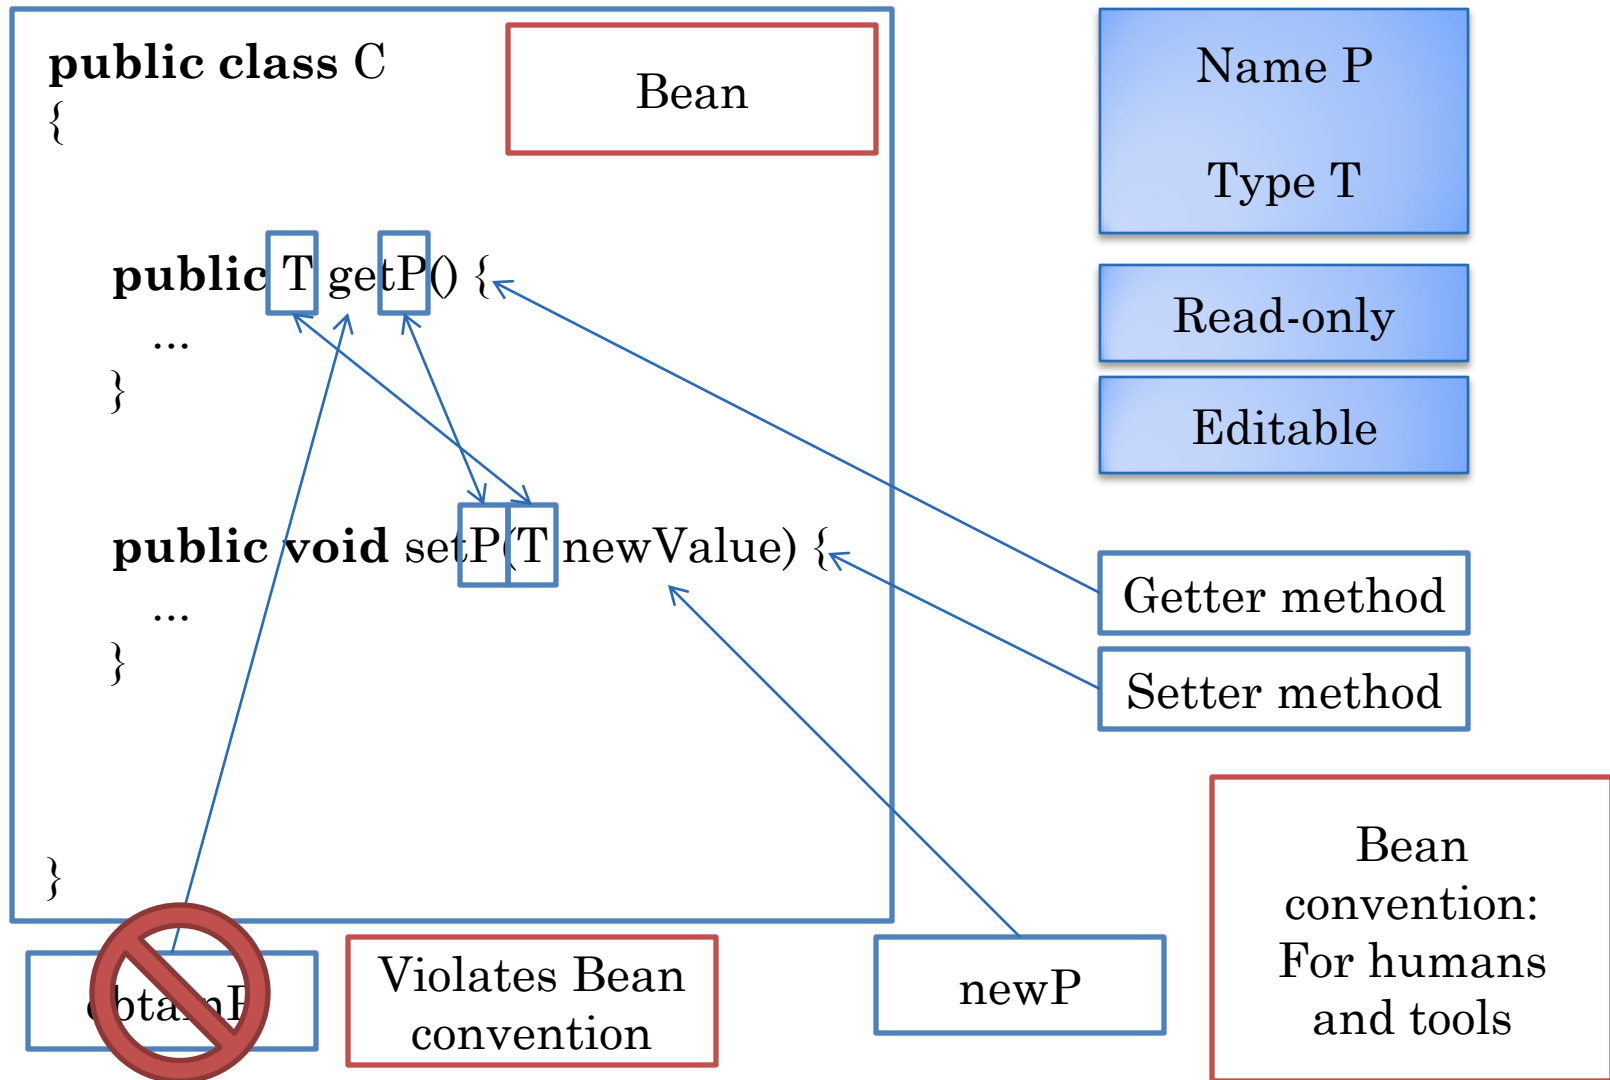 public class C
{
Bean
public T getP() {
...
}
public void setP(T newValue) {
...
}
}
Name P
Type T
Read-only
Editable
Getter method
Setter method
obtainP
Violates Bean
convention
newP
Bean
convention:
For humans
and tools